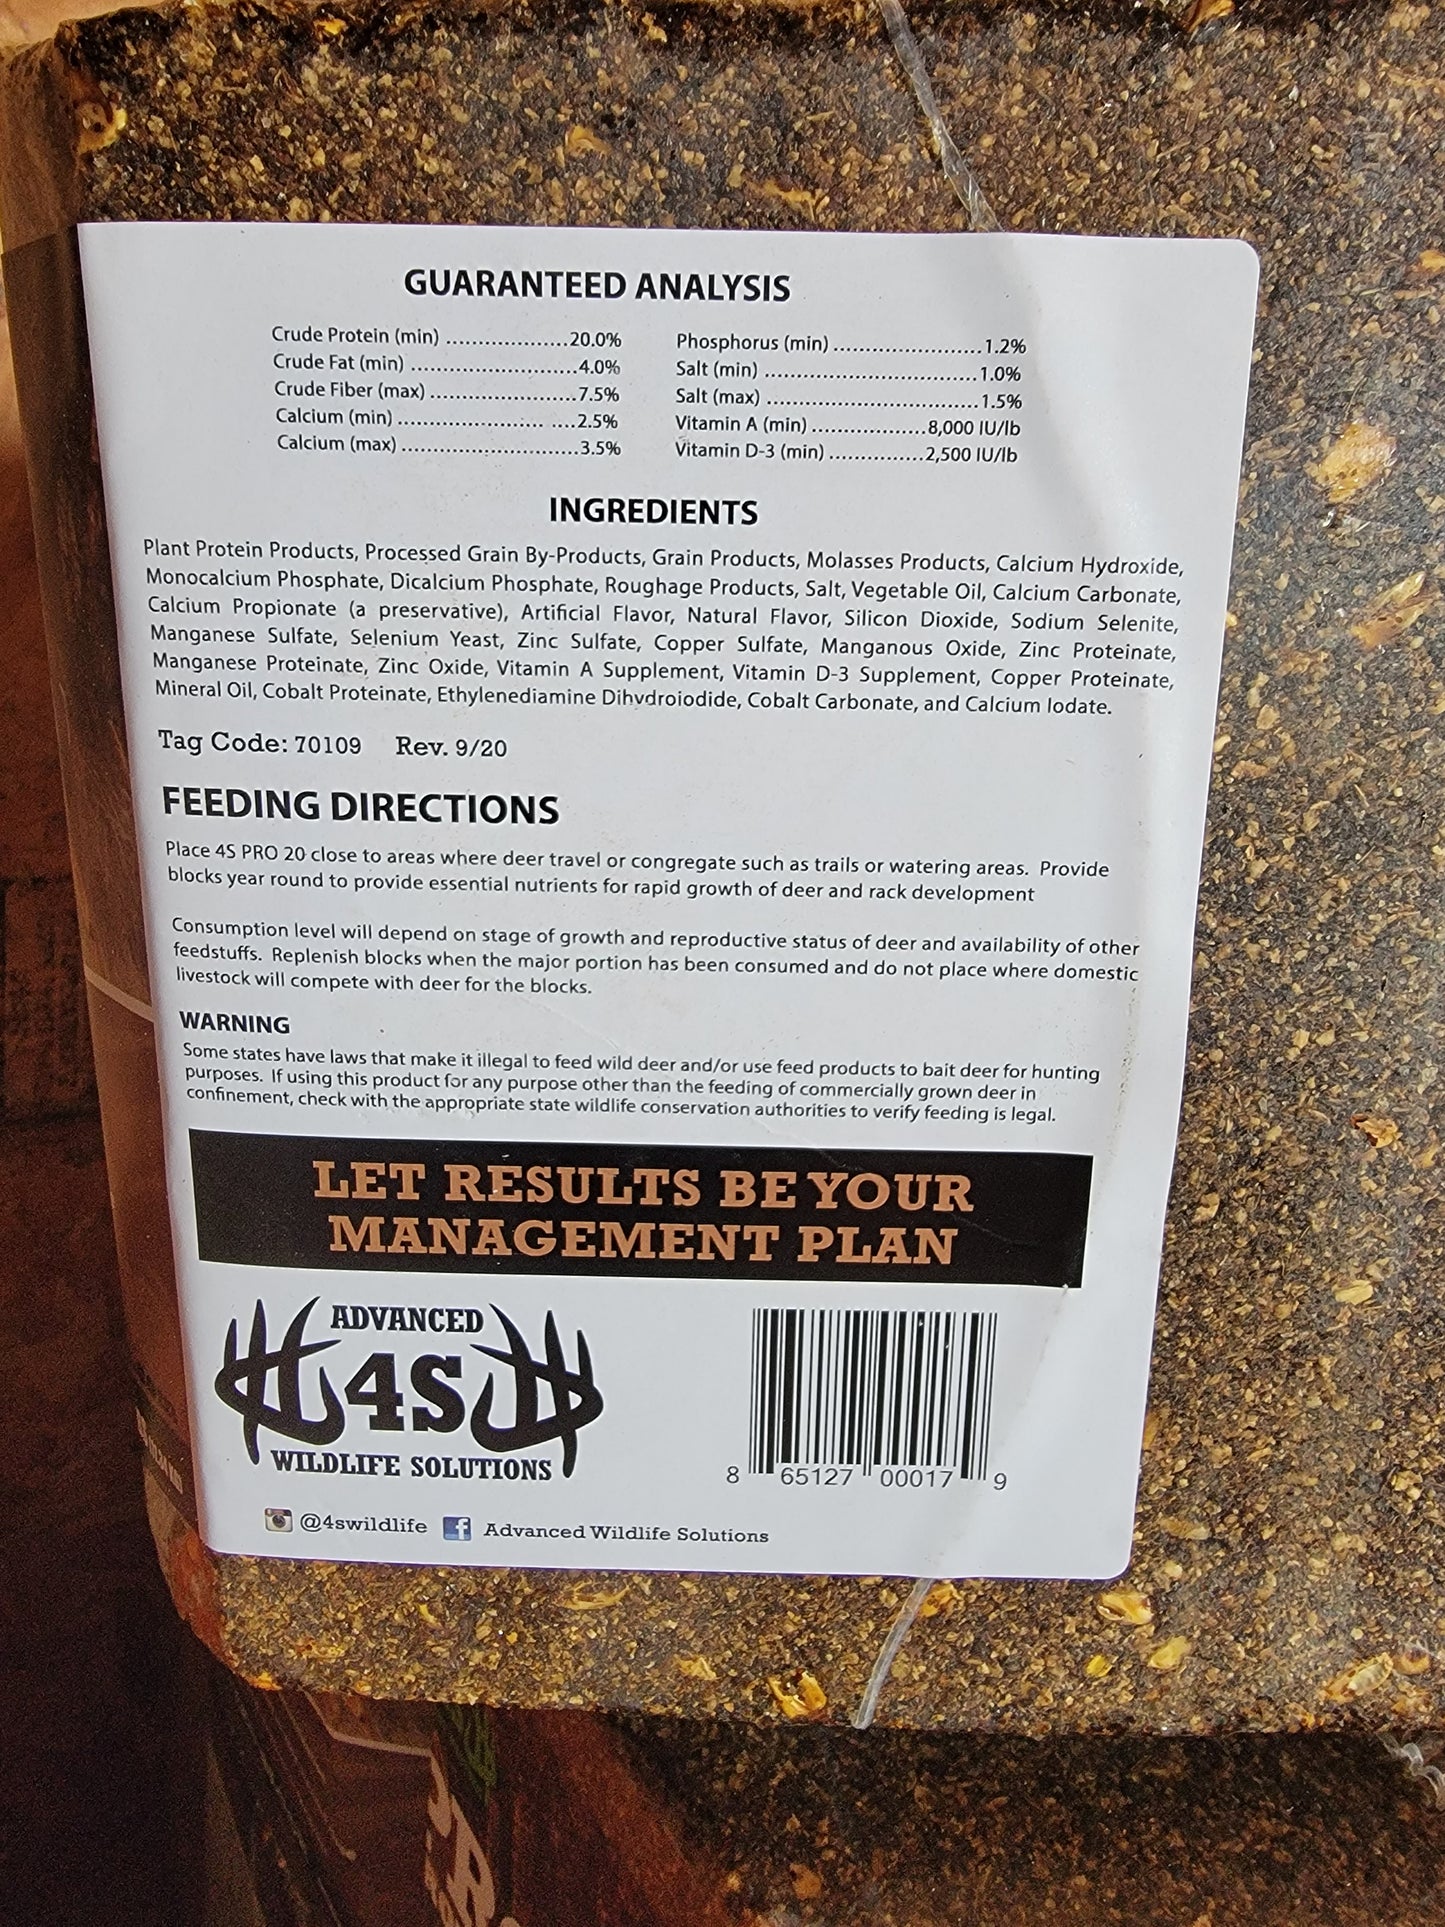 GUARANTEED ANALYSIS
Crude Protein (min) ...................20.0%
Crude Fat (min) ..........................4.0%
Crude Fiber (max) .......................7.5%
Calcium (min) ....................... ....2.5%
Calcium (max) ............................3.5%
Phosphorus (min) .......................1.2%
Salt (min) .................................1.0%
Salt (max) .................................1.5%
Vitamin A (min) ..................8,000 IU/lb
Vitamin D-3 (min) ...............2,500 IU/lb
INGREDIENTS
Plant Protein Products, Processed Grain By-Products, Grain Products, Molasses Products, Calcium Hydroxide,
Monocalcium Phosphate, Dicalcium Phosphate, Roughage Products, Salt, Vegetable Oil, Calcium Carbonate,
Calcium Propionate (a preservative), Artificial Flavor, Natural Flavor, Silicon Dioxide, Sodium Selenite,
Manganese Sulfate, Selenium Yeast, Zinc Sulfate, Copper Sulfate, Manganous Oxide, Zinc Proteinate,
Manganese Proteinate, Zinc Oxide, Vitamin A Supplement, Vitamin D-3 Supplement, Copper Proteinate,
Mineral Oil, Cobalt Proteinate, Ethylenediamine Dihydroiodide, Cobalt Carbonate, and Calcium Iodate.
Tag Code: 70109 Rev. 9/20
FEEDING DIRECTIONS
Place 4S PRO 20 close to areas where deer travel or congregate such as trails or watering areas. Provide
blocks year round to provide essential nutrients for rapid growth of deer and rack development
Consumption level will depend on stage of growth and reproductive status of deer and availability of other
feedstuffs. Replenish blocks when the major portion has been consumed and do not place where domestic
livestock will compete with deer for the blocks.
WARNING
Some states have laws that make it illegal to feed wild deer and/or use feed products to bait deer for hunting
purposes. If using this product for any purpose other than the feeding of commercially grown deer in
confinement, check with the appropriate state wildlife conservation authorities to verify feeding is legal.
LET RESULTS BE YOUR
MANAGEMENT PLAN
ADVANCED
4S
WILDLIFE SOLUTIONS
8 65127 00017 9
@4swildlife f Advanced Wildlife Solutions